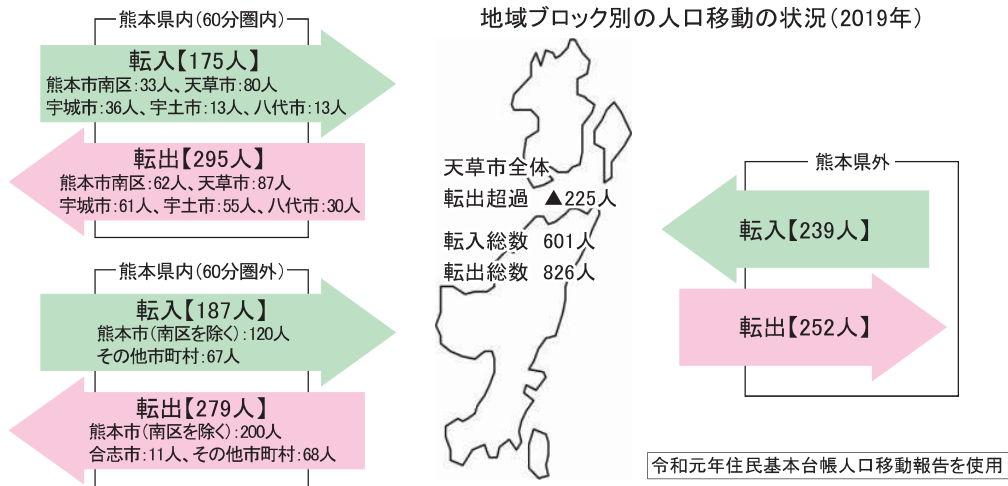 地域ブロック別の人口移動の状況(2019年)
熊本県内(60分圏内)
転入【175人】
熊本市南区:33人、天草市:80人
宇城市:36人、宇土市:13人、八代市:13人
転出【295人】
熊本市南区:62人、天草市:87人
宇城市:61人、宇土市:55人、八代市:30人
熊本県内(60分圏外)
転入【187人】
熊本市(南区を除く):120人
その他市町村:67人
転出【279人】
熊本市(南区を除く):200人
合志市:11人、その他市町村:68人
天草市全体
転出超過 ▲225人
転入総数 601人
転出総数 826人
熊本県外
転入【239人】
転出【252人】
令和元年住民基本台帳人口移動報告を使用